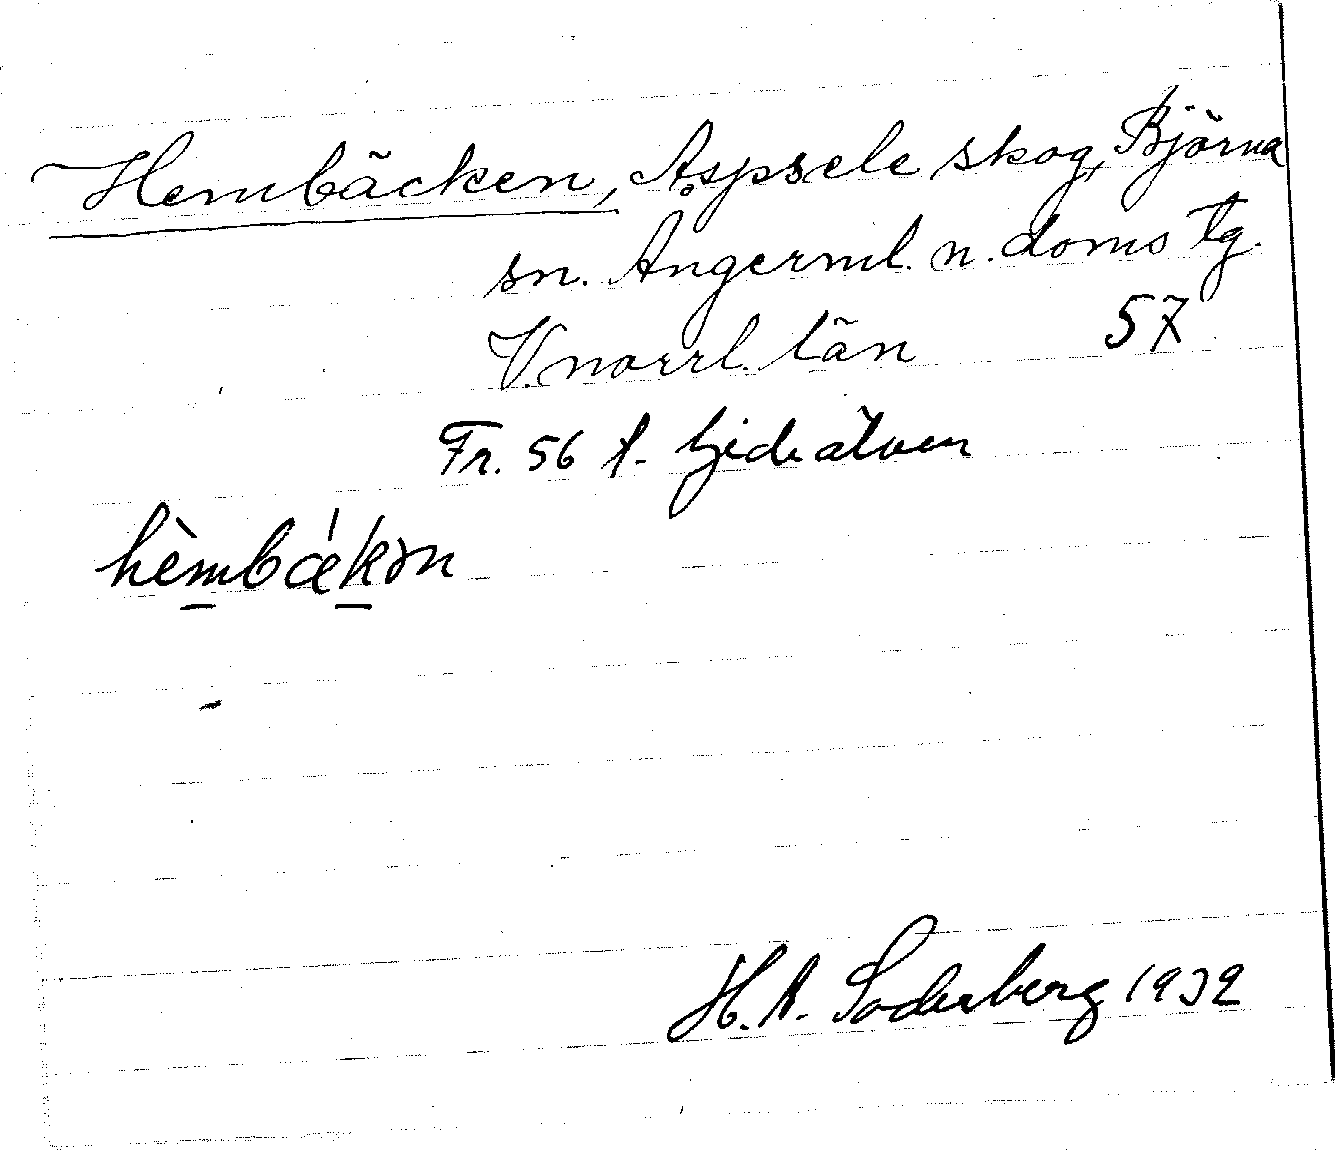 Hembäcken, Aspsele skog, Björna
sn. Ångerml. n. doms tg.
V.norrl. län 57
Fr. 56 t. Gideälven
hèmbǽkən
H. A. Söderberg 1932